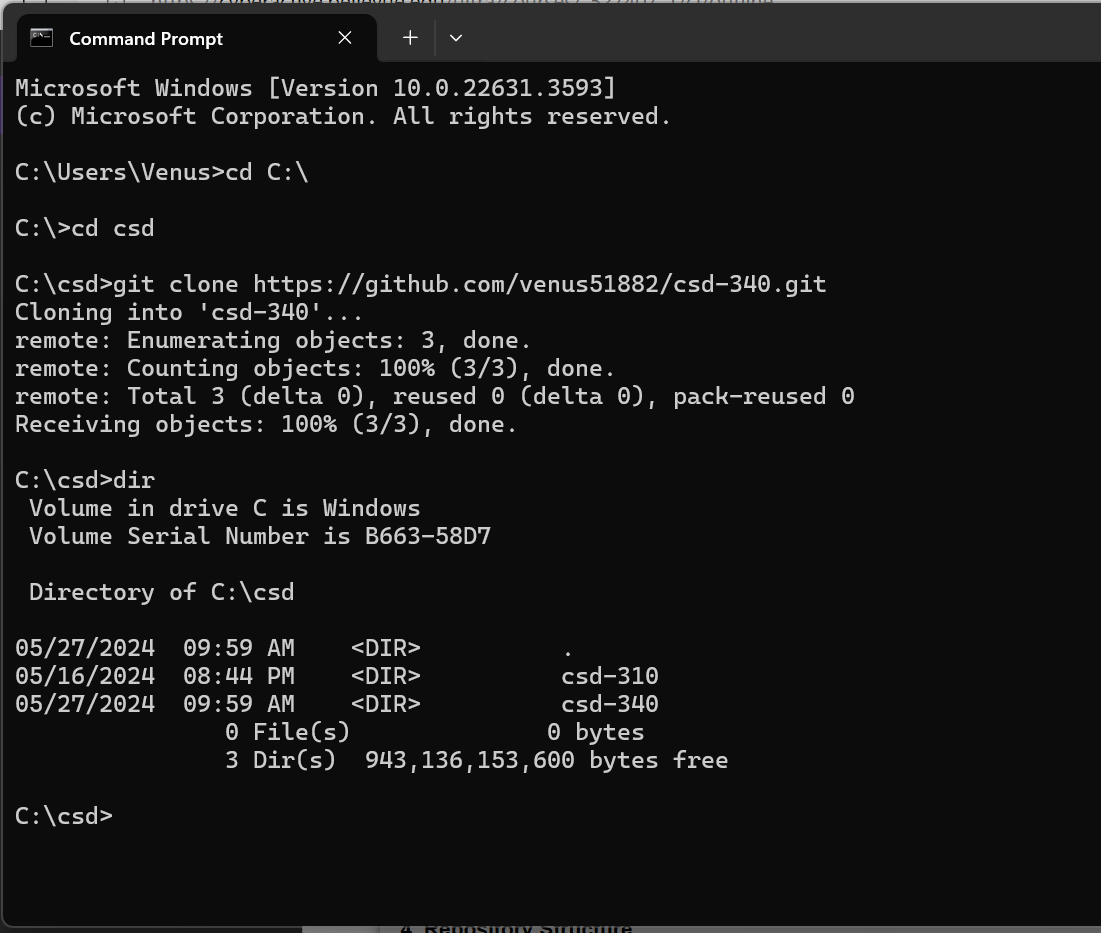 Command Prompt
Microsoft Windows [Version 10.0.22631.3593]
(c) Microsoft Corporation. All rights reserved.
C:\Users\Venus>cd C:\
C:\>cd csd
C:\csd>git clone https://github.com/venus51882/csd-340.git
Cloning into 'csd-340'...
remote: Enumerating objects: 3, done.
remote: Counting objects: 100% (3/3), done.
remote: Total 3 (delta 0), reused 0 (delta 0), pack-reused 0
Receiving objects: 100% (3/3), done.
C:\csd>dir
Volume in drive C is Windows
Volume Serial Number is B663-58D7
Directory of C:\csd
05/27/2024  09:59 AM    <DIR>          .
05/16/2024  08:44 PM    <DIR>          csd-310
05/27/2024  09:59 AM    <DIR>          csd-340
0 File(s)              0 bytes
3 Dir(s)  943,136,153,600 bytes free
C:\csd>
4 Repository Structure